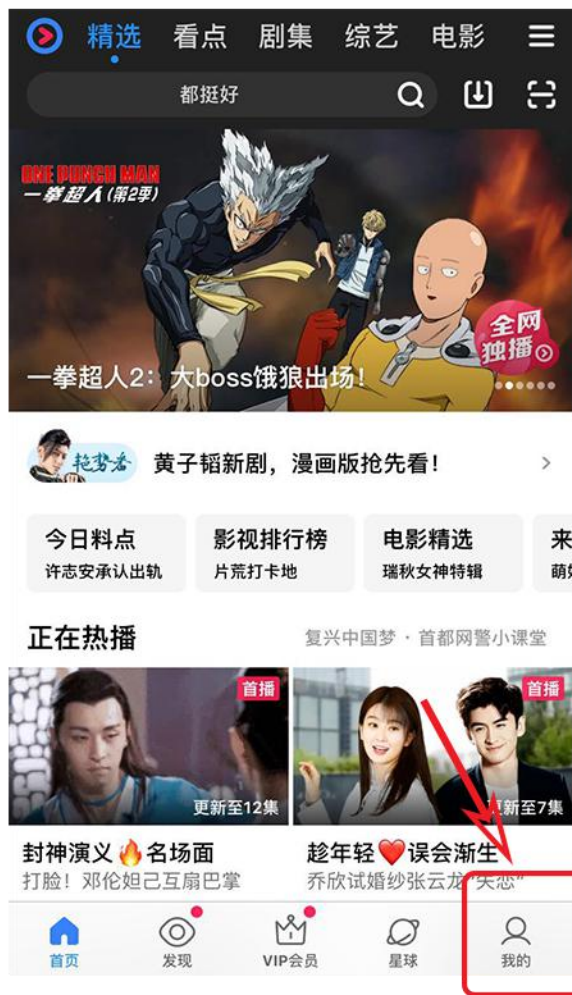 精选 看点 剧集 综艺 电影
都挺好
ONE PUNCH MAN
一拳超人(第2季)
全网
独播
一拳超人2：大boss饿狼出场！
艳势番 黄子韬新剧，漫画版抢先看！
今日料点 影视排行榜 电影精选 来
许志安承认出轨 片荒打卡地 瑞秋女神特辑
正在热播 复兴中国梦·首都网警小课堂
首播 首播
更新至12集 更新至7集
封神演义🔥名场面 趁年轻❤️误会渐生
打脸！邓伦妲己互扇巴掌 乔欣试婚纱张云龙“失恋”
首页 发现 VIP会员 星球 我的